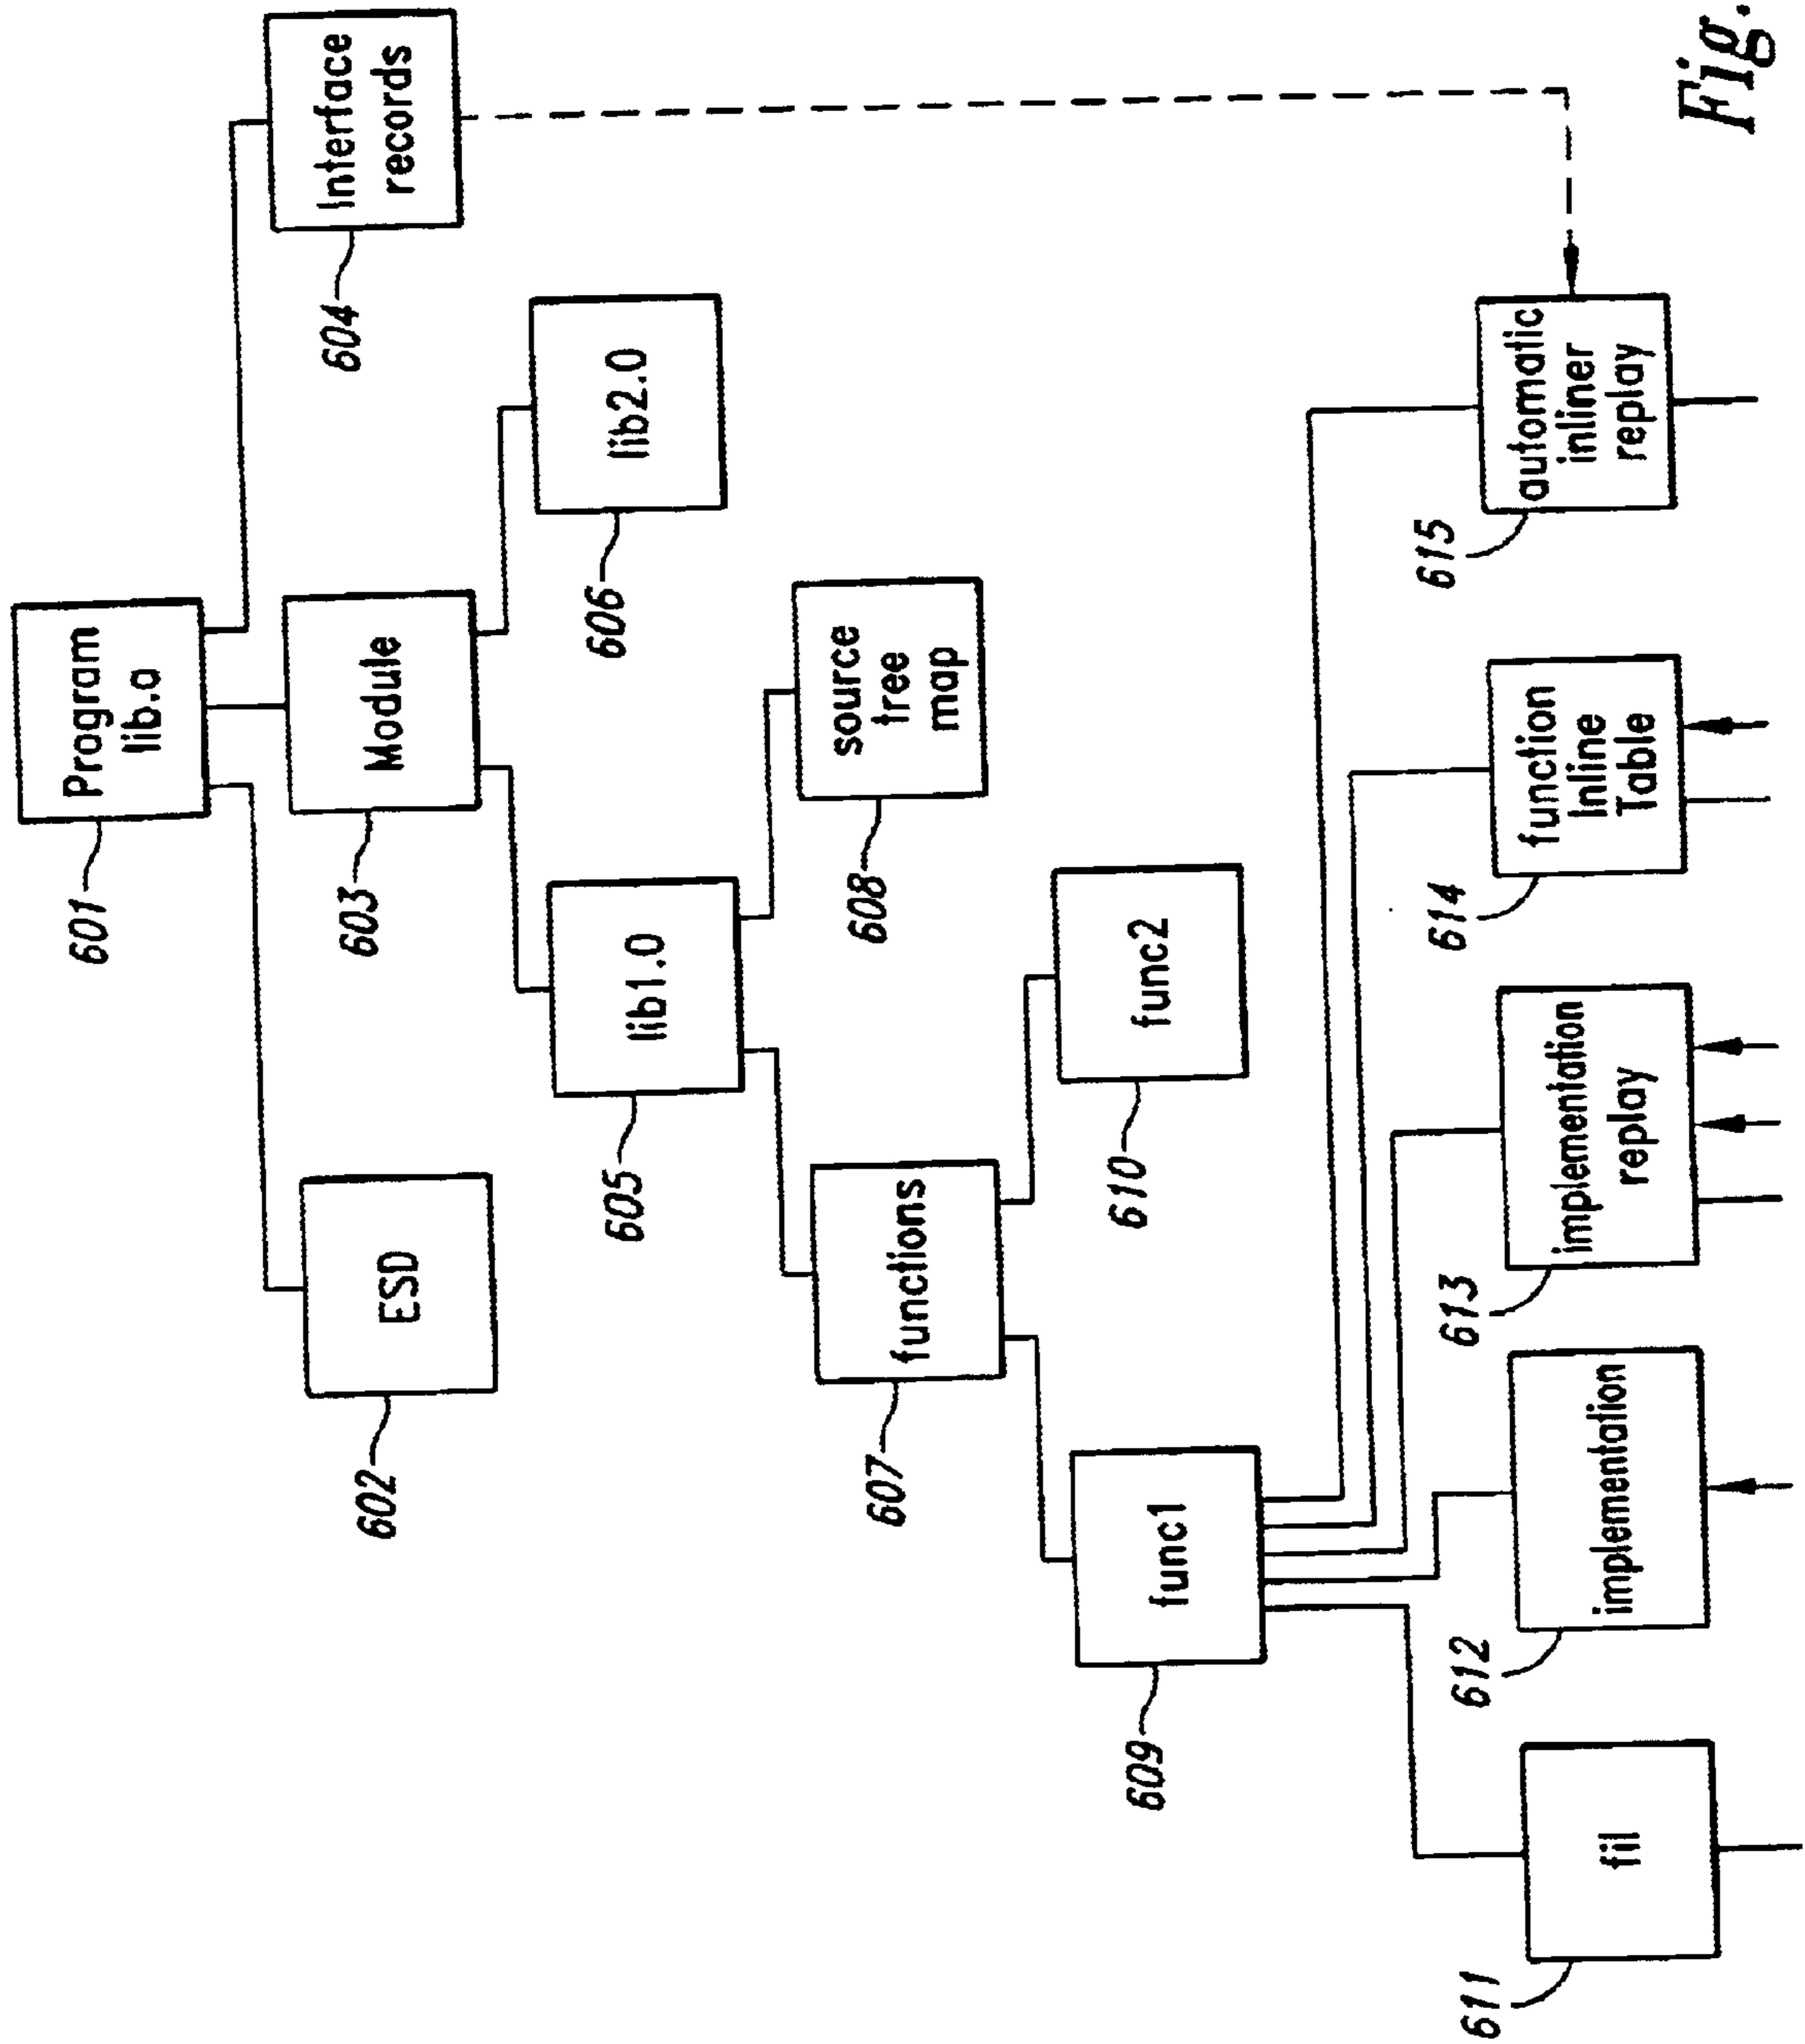 Program
lib.a
601
ESD
602
Module
603
Interface
records
604
lib1.0
605
lib2.0
606
functions
607
source
tree
map
608
func1
609
func2
610
fil
611
implementation
612
implementation
replay
613
function
Inline
Table
614
automatic
inliner
replay
615
Fig.